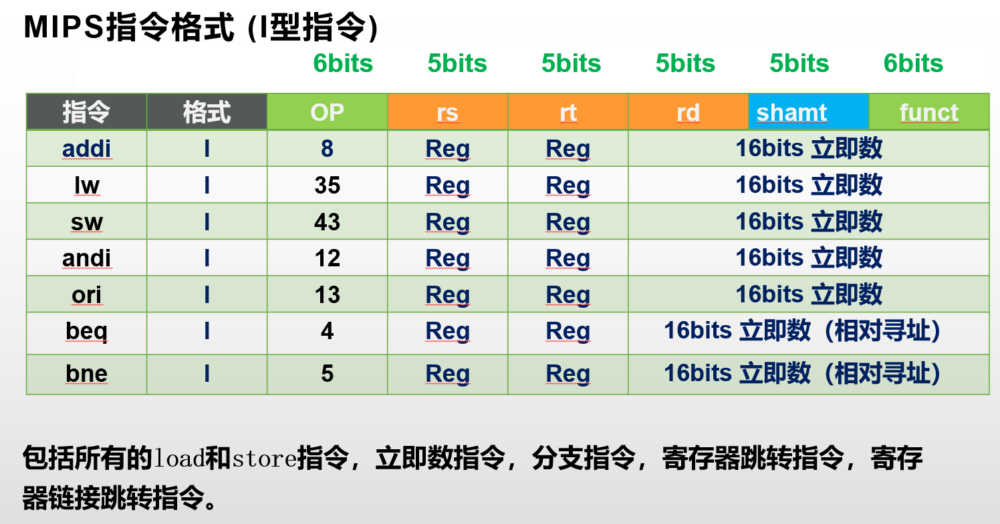 MIPS指令格式 (I型指令)
6bits 5bits 5bits 5bits 5bits 6bits
指令 格式 OP rs rt rd shamt funct
addi I 8 Reg Reg 16bits 立即数
lw I 35 Reg Reg 16bits 立即数
sw I 43 Reg Reg 16bits 立即数
andi I 12 Reg Reg 16bits 立即数
ori I 13 Reg Reg 16bits 立即数
beq I 4 Reg Reg 16bits 立即数（相对寻址）
bne I 5 Reg Reg 16bits 立即数（相对寻址）
包括所有的load和store指令，立即数指令，分支指令，寄存器跳转指令，寄存
器链接跳转指令。